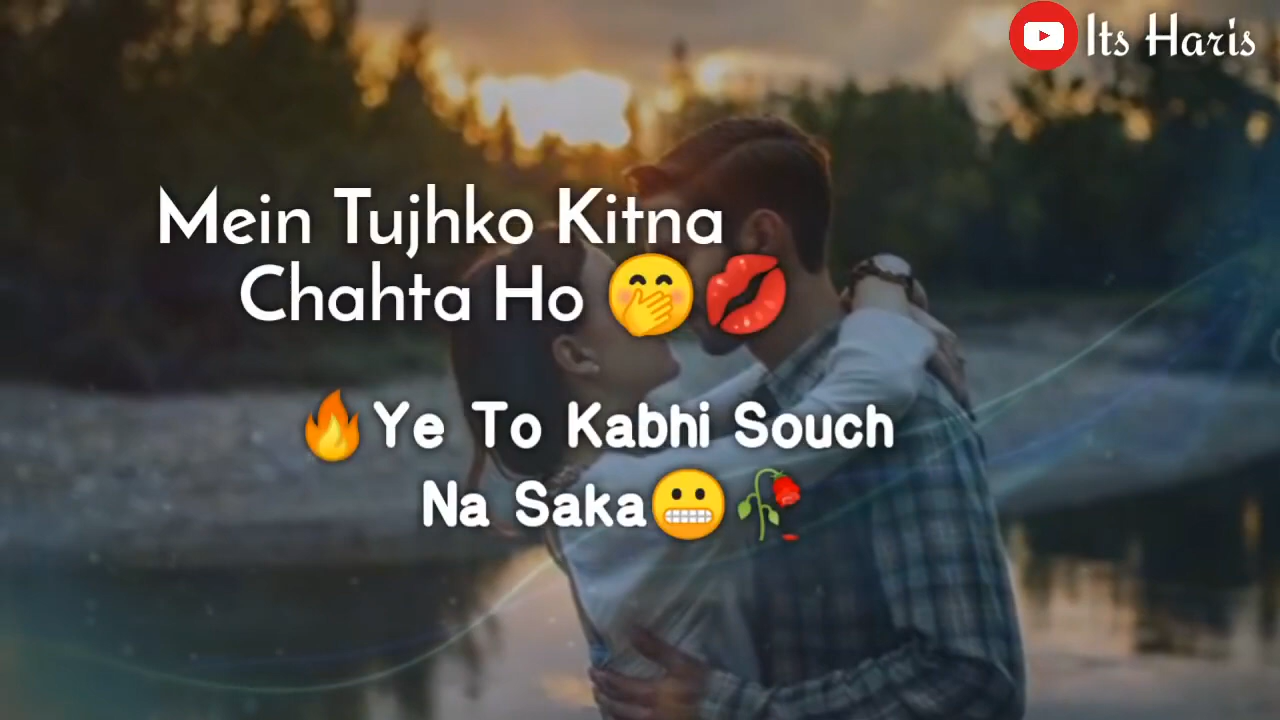 Its Haris
Mein Tujhko Kitna
Chahta Ho 🤭💋
🔥Ye To Kabhi Souch
Na Saka😬🥀